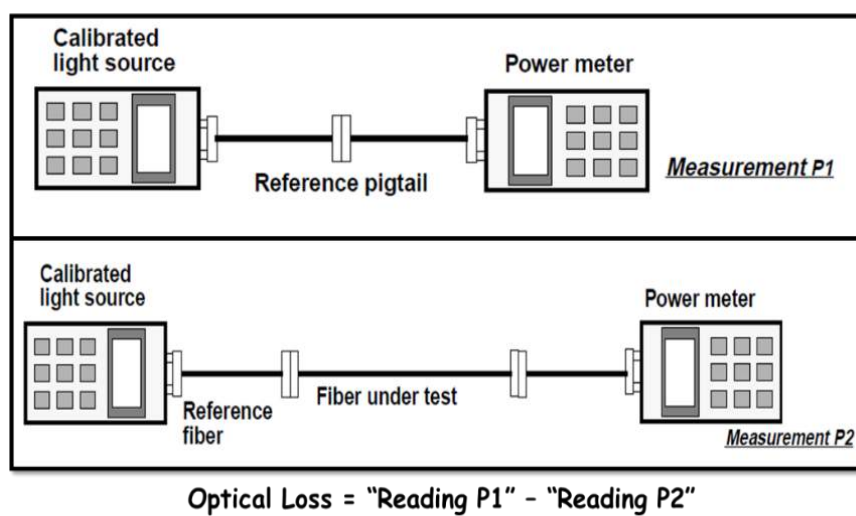 Calibrated
light source
Power meter
Reference pigtail
Measurement P1
Calibrated
light source
Power meter
Reference
fiber
Fiber under test
Measurement P2
Optical Loss = “Reading P1” – “Reading P2”